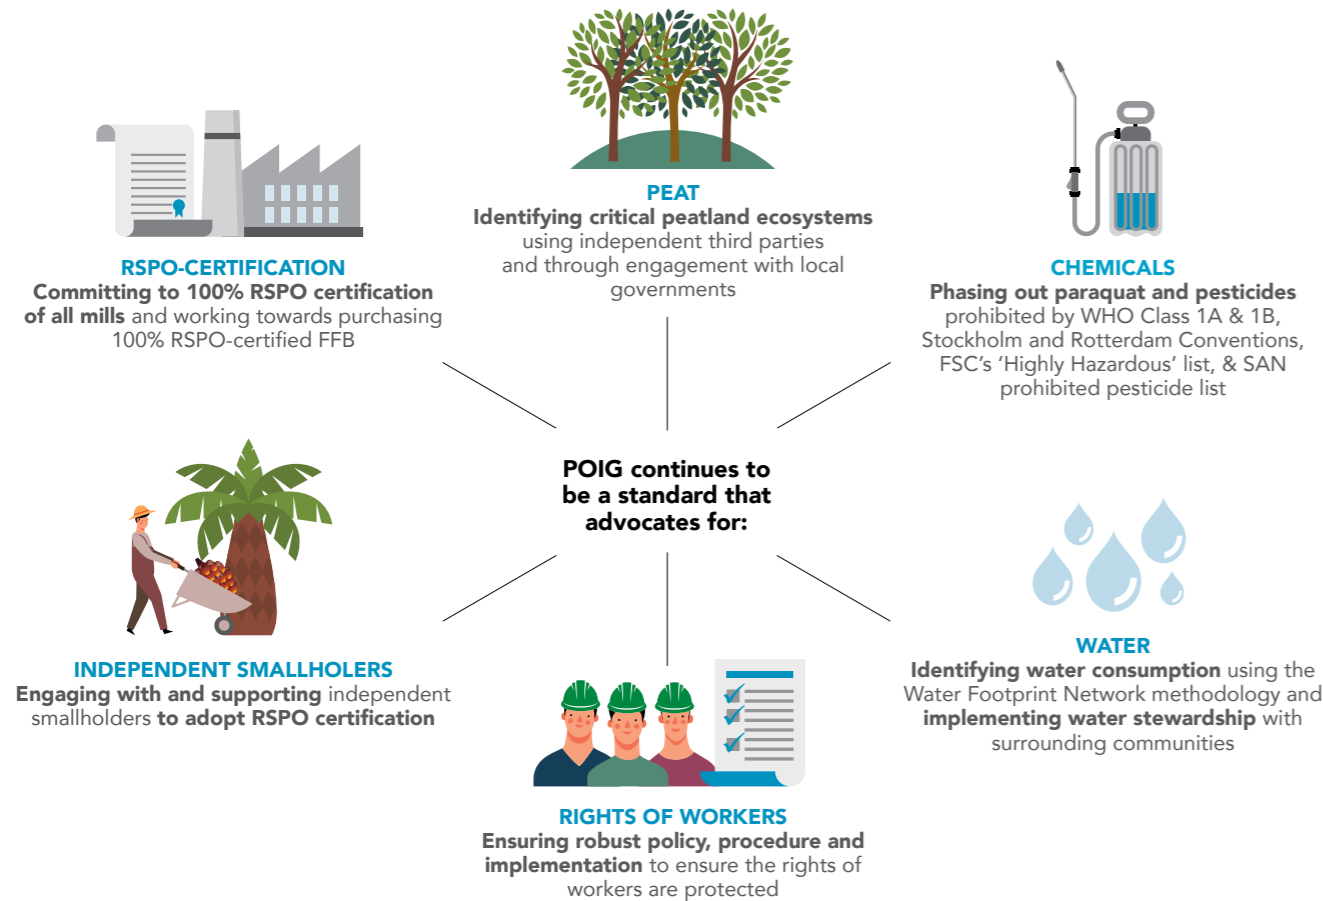 PEAT
Identifying critical peatland ecosystems
using independent third parties
and through engagement with local
governments
RSPO-CERTIFICATION
Committing to 100% RSPO certification
of all mills and working towards purchasing
100% RSPO-certified FFB
CHEMICALS
Phasing out paraquat and pesticides
prohibited by WHO Class 1A & 1B,
Stockholm and Rotterdam Conventions,
FSC's 'Highly Hazardous' list, & SAN
prohibited pesticide list
POIG continues to
be a standard that
advocates for:
INDEPENDENT SMALLHOLERS
Engaging with and supporting independent
smallholders to adopt RSPO certification
WATER
Identifying water consumption using the
Water Footprint Network methodology and
implementing water stewardship with
surrounding communities
RIGHTS OF WORKERS
Ensuring robust policy, procedure and
implementation to ensure the rights of
workers are protected